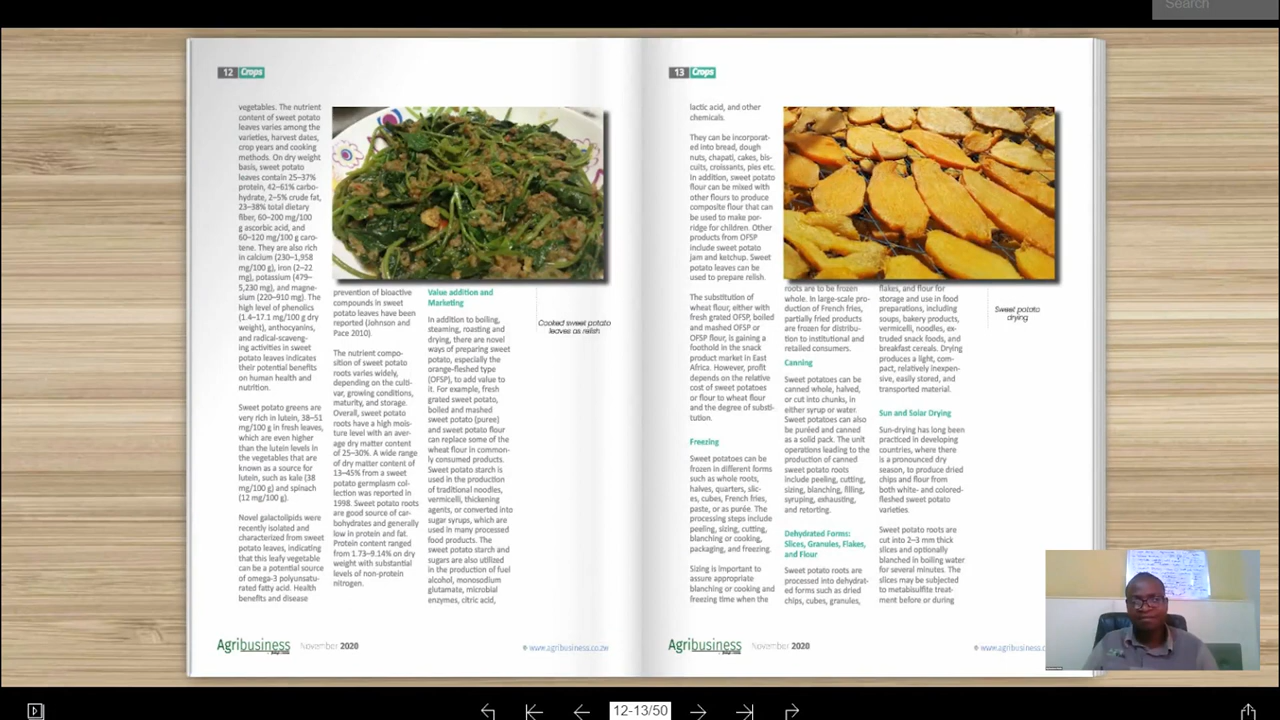 Search
12 Crops
vegetables. The nutrient
content of sweet potato
leaves varies among the
varieties, harvest dates,
crop years and cooking
methods. On dry weight
basis, sweet potato
leaves contain 25–37%
protein, 42–61% carbo-
hydrate, 2–5% crude fat,
23–38% total dietary
fiber, 60–200 mg/100
g ascorbic acid, and
60–120 mg/100 g caro-
tene. They are also rich
in calcium (230–1,958
mg/100 g), iron (2–22
mg), potassium (479–
5,230 mg), and magne-
sium (220–910 mg). The
high level of phenolics
(1.4–17.1 mg/100 g dry
weight), anthocyanins,
and radical-scaveng-
ing activities in sweet
potato leaves indicates
their potential benefits
on human health and
nutrition.
Sweet potato greens are
very rich in lutein, 38–51
mg/100 g in fresh leaves,
which are even higher
than the lutein levels in
the vegetables that are
known as a source for
lutein, such as kale (38
mg/100 g) and spinach
(12 mg/100 g).
Novel galactolipids were
recently isolated and
characterized from sweet
potato leaves, indicating
that this leafy vegetable
can be a potential source
of omega-3 polyunsatu-
rated fatty acid. Health
benefits and disease
prevention of bioactive
compounds in sweet
potato leaves have been
reported (Johnson and
Pace 2010).
The nutrient compo-
sition of sweet potato
roots varies widely,
depending on the culti-
var, growing conditions,
maturity, and storage.
Overall, sweet potato
roots have a high mois-
ture level with an aver-
age dry matter content
of 25–30%. A wide range
of dry matter content of
13–45% from a sweet
potato germplasm col-
lection was reported in
1998. Sweet potato roots
are good source of car-
bohydrates and generally
low in protein and fat.
Protein content ranged
from 1.73–9.14% on dry
weight with substantial
levels of non-protein
nitrogen.
Value addition and
Marketing
In addition to boiling,
steaming, roasting and
drying, there are novel
ways of preparing sweet
potato, especially the
orange-fleshed type
(OFSP), to add value to
it. For example, fresh
grated sweet potato,
boiled and mashed
sweet potato (puree)
and sweet potato flour
can replace some of the
wheat flour in common-
ly consumed products.
Sweet potato starch is
used in the production
of traditional noodles,
vermicelli, thickening
agents, or converted into
sugar syrups, which are
used in many processed
food products. The
sweet potato starch and
sugars are also utilized
in the production of fuel
alcohol, monosodium
glutamate, microbial
enzymes, citric acid,
Cooked sweet potato
leaves as relish
Agribusiness November 2020
www.agribusiness.co.zw
13 Crops
lactic acid, and other
chemicals.
They can be incorporat-
ed into bread, dough
nuts, chapati, cakes, bis-
cuits, croissants, pies etc.
In addition, sweet potato
flour can be mixed with
other flours to produce
composite flour that can
be used to make por-
ridge for children. Other
products from OFSP
include sweet potato
jam and ketchup. Sweet
potato leaves can be
used to prepare relish.
The substitution of
wheat flour, either with
fresh grated OFSP, boiled
and mashed OFSP or
OFSP flour, is gaining a
foothold in the snack
product market in East
Africa. However, profit
depends on the relative
cost of sweet potatoes
or flour to wheat flour
and the degree of substi-
tution.
Freezing
Sweet potatoes can be
frozen in different forms
such as whole roots,
halves, quarters, slic-
es, cubes, French fries,
paste, or as purée. The
processing steps include
peeling, sizing, cutting,
blanching or cooking,
packaging, and freezing.
Sizing is important to
assure appropriate
blanching or cooking and
freezing time when the
roots are to be frozen
whole. In large-scale pro-
duction of French fries,
partially fried products
are frozen for distribu-
tion to institutional and
retailed consumers.
Canning
Sweet potatoes can be
canned whole, halved,
or cut into chunks, in
either syrup or water.
Sweet potatoes can also
be puréed and canned
as a solid pack. The unit
operations leading to the
production of canned
sweet potato roots
include peeling, cutting,
sizing, blanching, filling,
syruping, exhausting,
and retorting.
Dehydrated Forms:
Slices, Granules, Flakes,
and Flour
Sweet potato roots are
processed into dehydrat-
ed forms such as dried
chips, cubes, granules,
flakes, and flour for
storage and use in food
preparations, including
soups, bakery products,
vermicelli, noodles, ex-
truded snack foods, and
breakfast cereals. Drying
produces a light, com-
pact, relatively inexpen-
sive, easily stored, and
transported material.
Sun and Solar Drying
Sun-drying has long been
practiced in developing
countries, where there
is a pronounced dry
season, to produce dried
chips and flour from
both white- and colored-
fleshed sweet potato
varieties.
Sweet potato roots are
cut into 2–3 mm thick
slices and optionally
blanched in boiling water
for several minutes. The
slices may be subjected
to metabisulfite treat-
ment before or during
Sweet potato
drying
Agribusiness November 2020
www.agribusiness.c
12-13/50